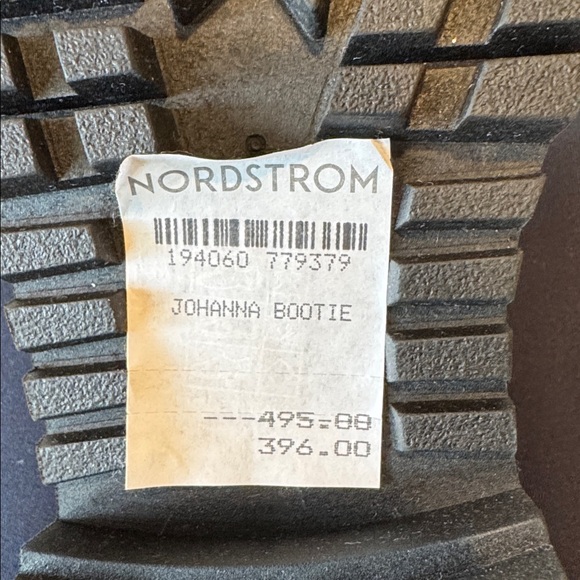 NORDSTROM
194060 779379
JOHANNA BOOTIE
---495.00
396.00